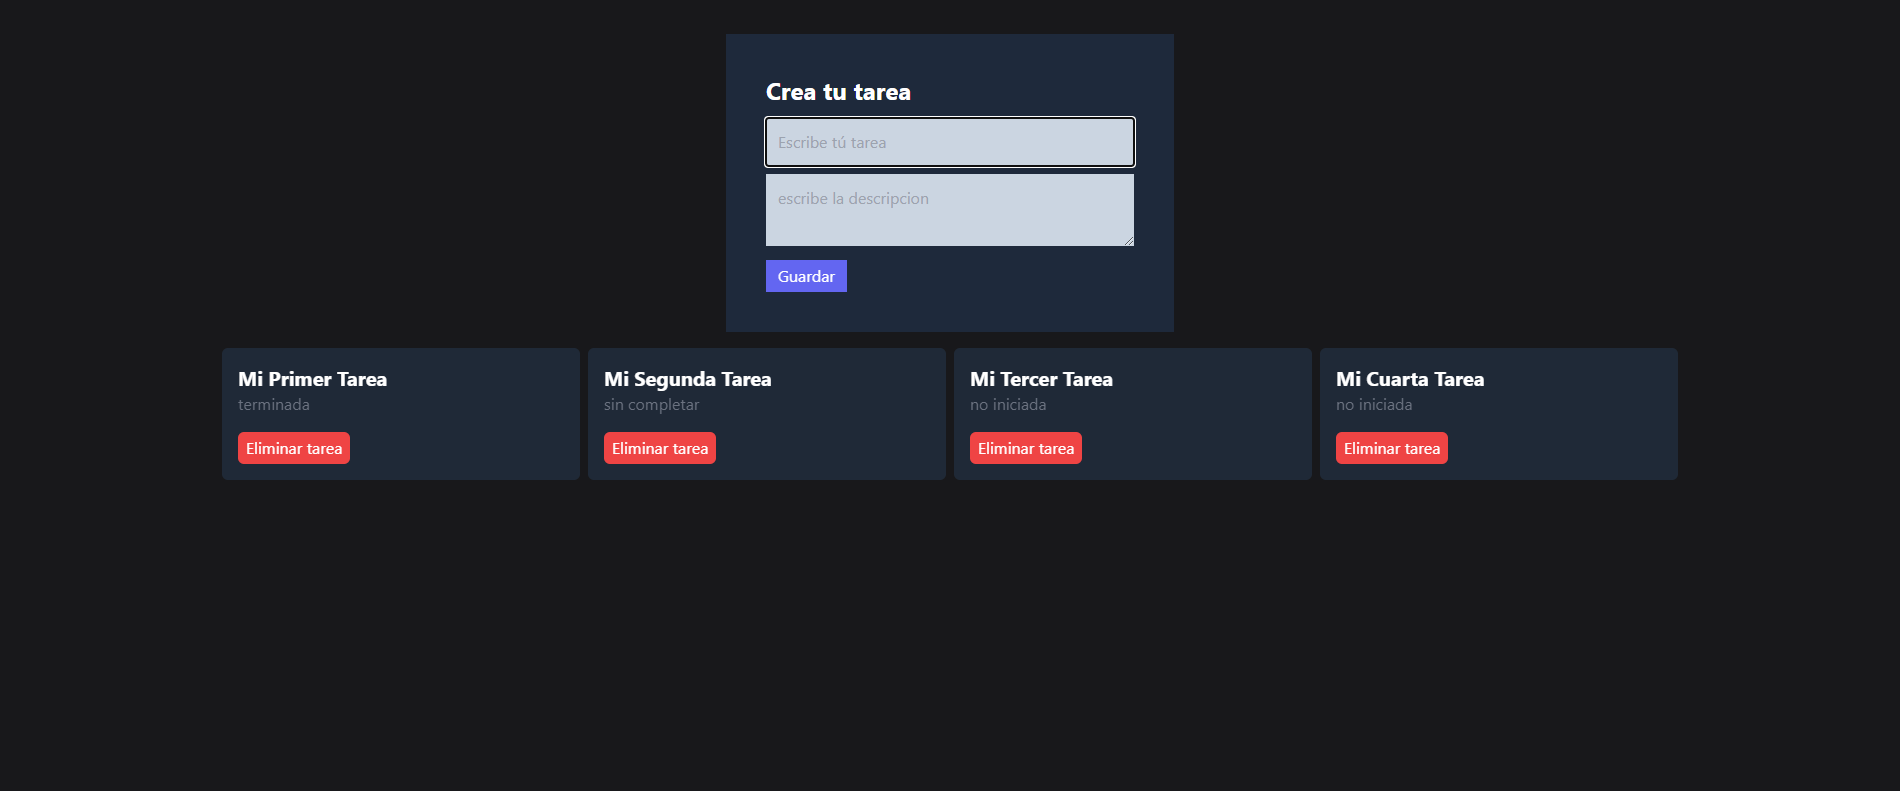 Crea tu tarea
Escribe tú tarea
escribe la descripcion
Guardar
Mi Primer Tarea
terminada
Eliminar tarea
Mi Segunda Tarea
sin completar
Eliminar tarea
Mi Tercer Tarea
no iniciada
Eliminar tarea
Mi Cuarta Tarea
no iniciada
Eliminar tarea